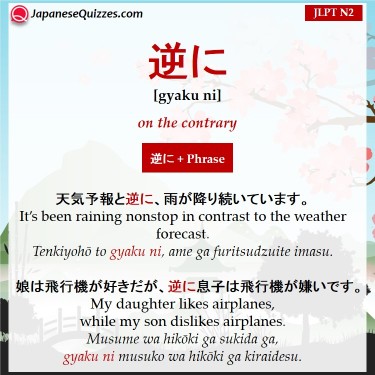 JapaneseQuizzes.com
JLPT N2
逆に
[gyaku ni]
on the contrary
逆に + Phrase
天気予報と逆に、雨が降り続いています。
It's been raining nonstop in contrast to the weather
forecast.
Tenkiyohō to gyaku ni, ame ga furitsudzuite imasu.
娘は飛行機が好きだが、逆に息子は飛行機が嫌いです。
My daughter likes airplanes,
while my son dislikes airplanes.
Musume wa hikōki ga sukida ga,
gyaku ni musuko wa hikōki ga kiraidesu.